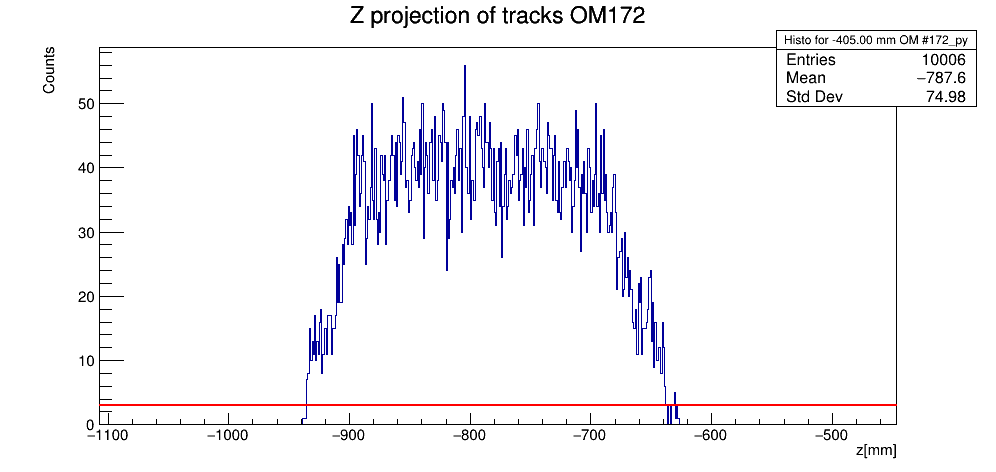 Z projection of tracks OM172
Histo for -405.00 mm OM #172_py
Entries 10006
Mean −787.6
Std Dev 74.98
Counts
50
40
30
20
10
0
−1100 −1000 −900 −800 −700 −600 −500
z[mm]